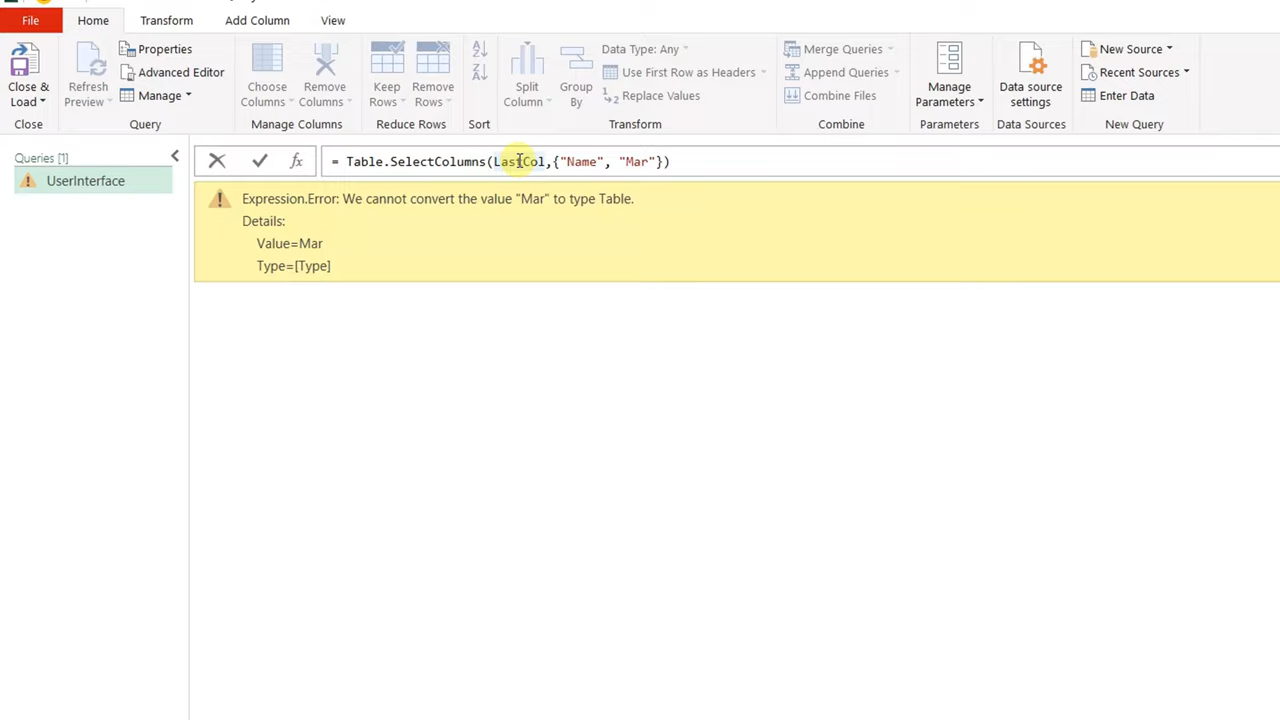 File Home Transform Add Column View
Close & Load
Refresh Preview
Properties
Advanced Editor
Manage
Choose Columns
Remove Columns
Keep Rows
Remove Rows
Split Column
Group By
Data Type: Any
Use First Row as Headers
Replace Values
Merge Queries
Append Queries
Combine Files
Manage Parameters
Data source settings
New Source
Recent Sources
Enter Data
Close Query Manage Columns Reduce Rows Sort Transform Combine Parameters Data Sources New Query
Queries [1]
UserInterface
fx = Table.SelectColumns(LastCol,{"Name", "Mar"})
Expression.Error: We cannot convert the value "Mar" to type Table.
Details:
Value=Mar
Type=[Type]